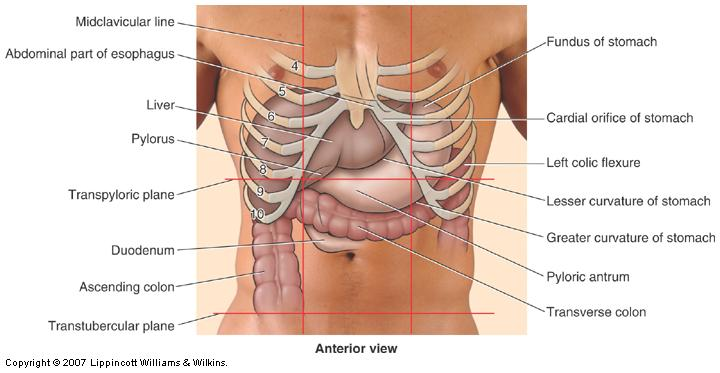 Midclavicular line
Abdominal part of esophagus
Liver
Pylorus
Transpyloric plane
Duodenum
Ascending colon
Transtubercular plane
4
5
6
7
8
9
10
Fundus of stomach
Cardial orifice of stomach
Left colic flexure
Lesser curvature of stomach
Greater curvature of stomach
Pyloric antrum
Transverse colon
Anterior view
Copyright © 2007 Lippincott Williams & Wilkins.